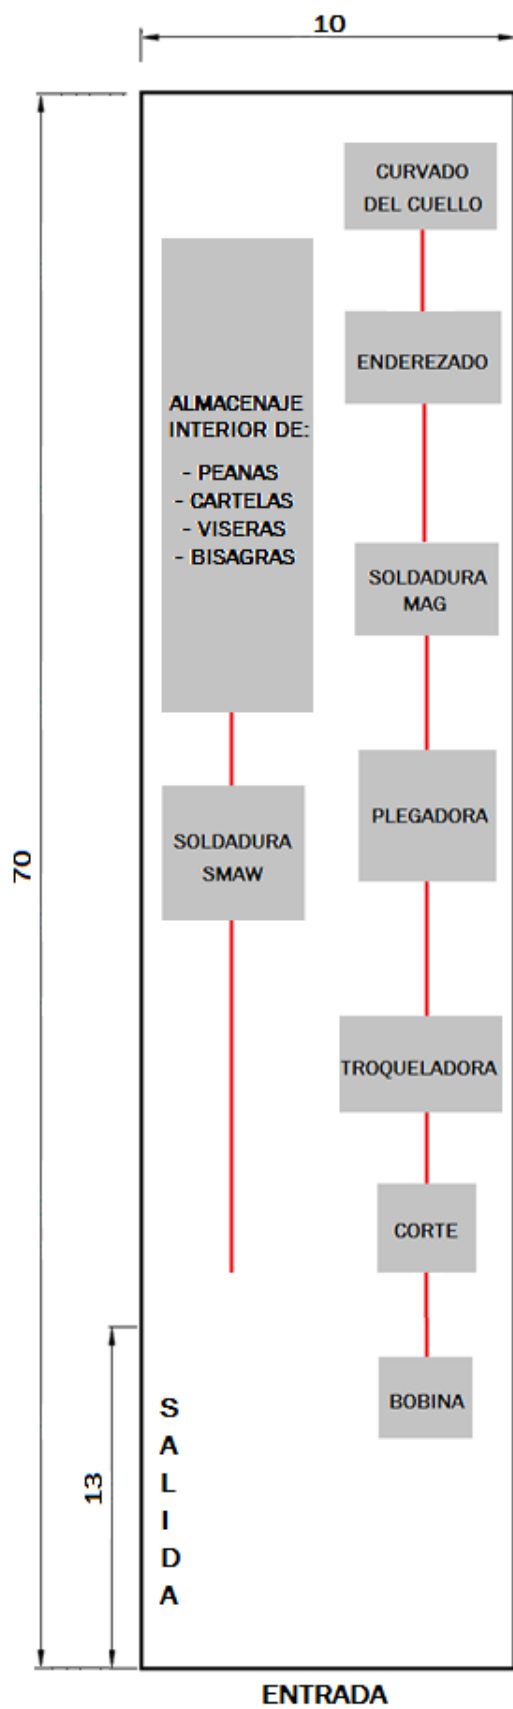 10
CURVADO
DEL CUELLO
ENDEREZADO
ALMACENAJE
INTERIOR DE:
- PEANAS
- CARTELAS
- VISERAS
- BISAGRAS
SOLDADURA
MAG
PLEGADORA
SOLDADURA
SMAW
70
TROQUELADORA
CORTE
BOBINA
13
S
A
L
I
D
A
ENTRADA